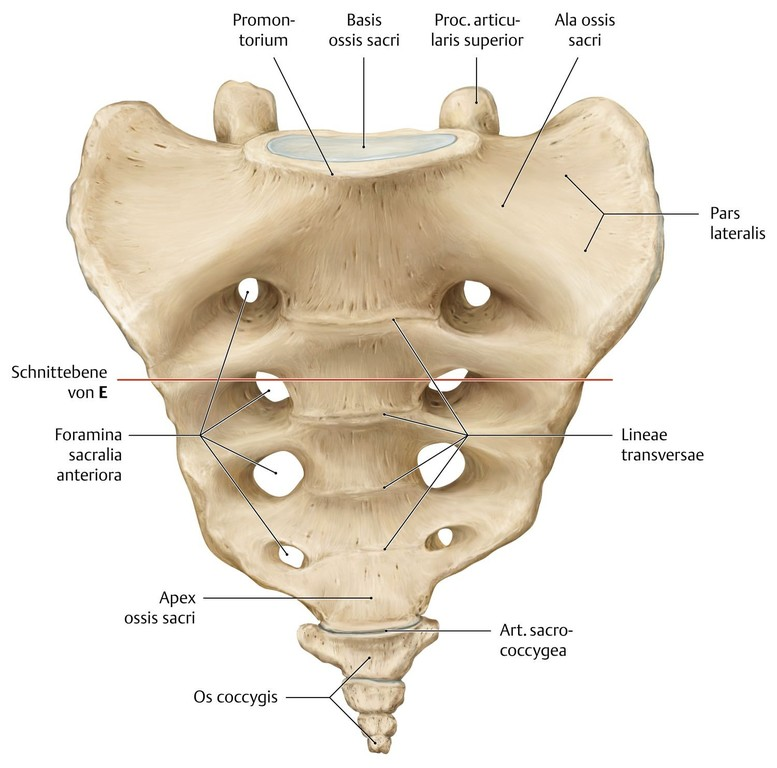 Promon-
torium
Basis
ossis sacri
Proc. articu-
laris superior
Ala ossis
sacri
Pars
lateralis
Schnittebene
von E
Foramina
sacralia
anteriora
Lineae
transversae
Apex
ossis sacri
Art. sacro-
coccygea
Os coccygis